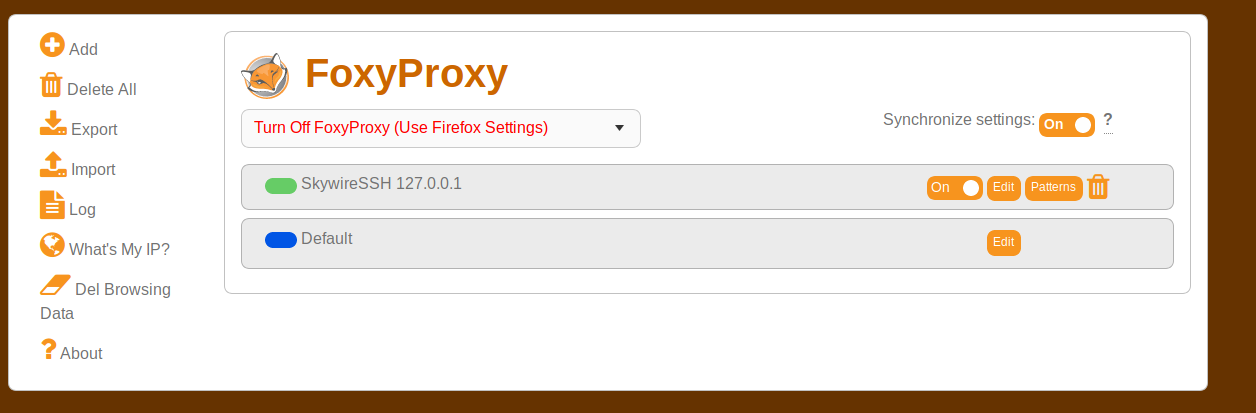 Add
Delete All
Export
Import
Log
What's My IP?
Del Browsing
Data
About
FoxyProxy
Turn Off FoxyProxy (Use Firefox Settings)
Synchronize settings: On ?
SkywireSSH 127.0.0.1 On Edit Patterns
Default Edit